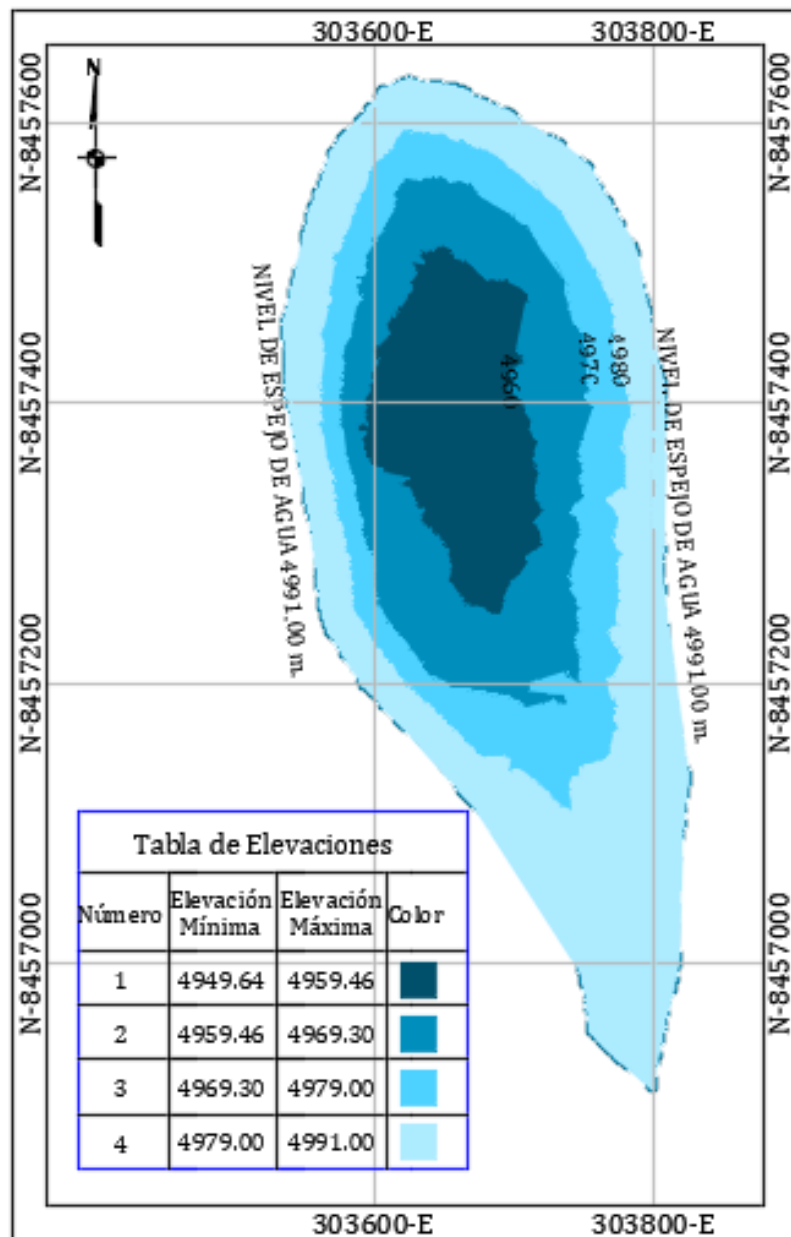 303600-E 303800-E
N
N-8457600
N-8457600
N-8457400
N-8457400
N-8457200
N-8457200
N-8457000
N-8457000
NIVEL DE ESPEJO DE AGUA 4991.00 m.
4960
4970
4980
NIVEL DE ESPEJO DE AGUA 4991.00 m.
Tabla de Elevaciones
Número Elevación Mínima Elevación Máxima Color
1 4949.64 4959.46
2 4959.46 4969.30
3 4969.30 4979.00
4 4979.00 4991.00
303600-E 303800-E